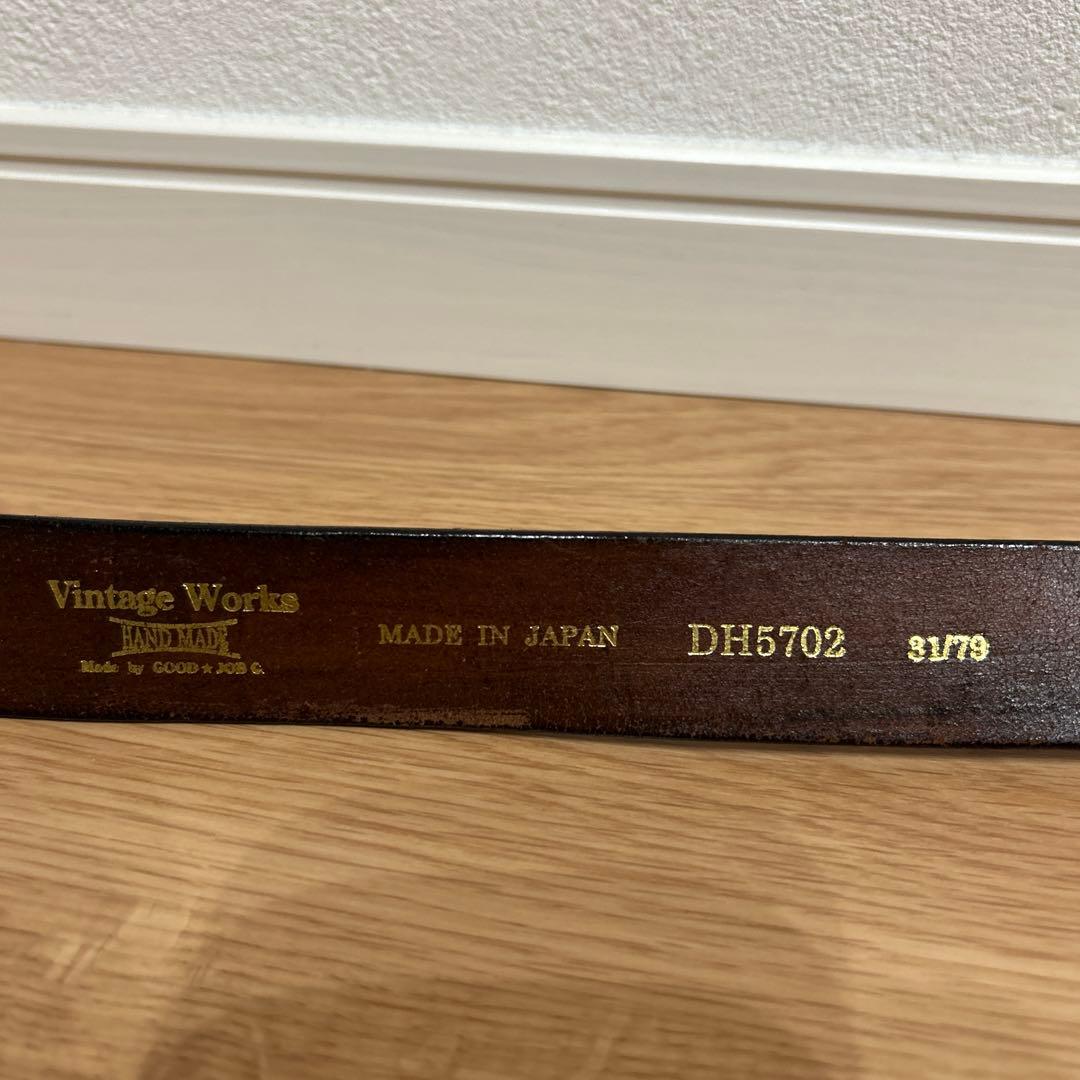 Vintage Works
HAND MADE
Made by GOOD★JOB G.
MADE IN JAPAN
DH5702
31/79